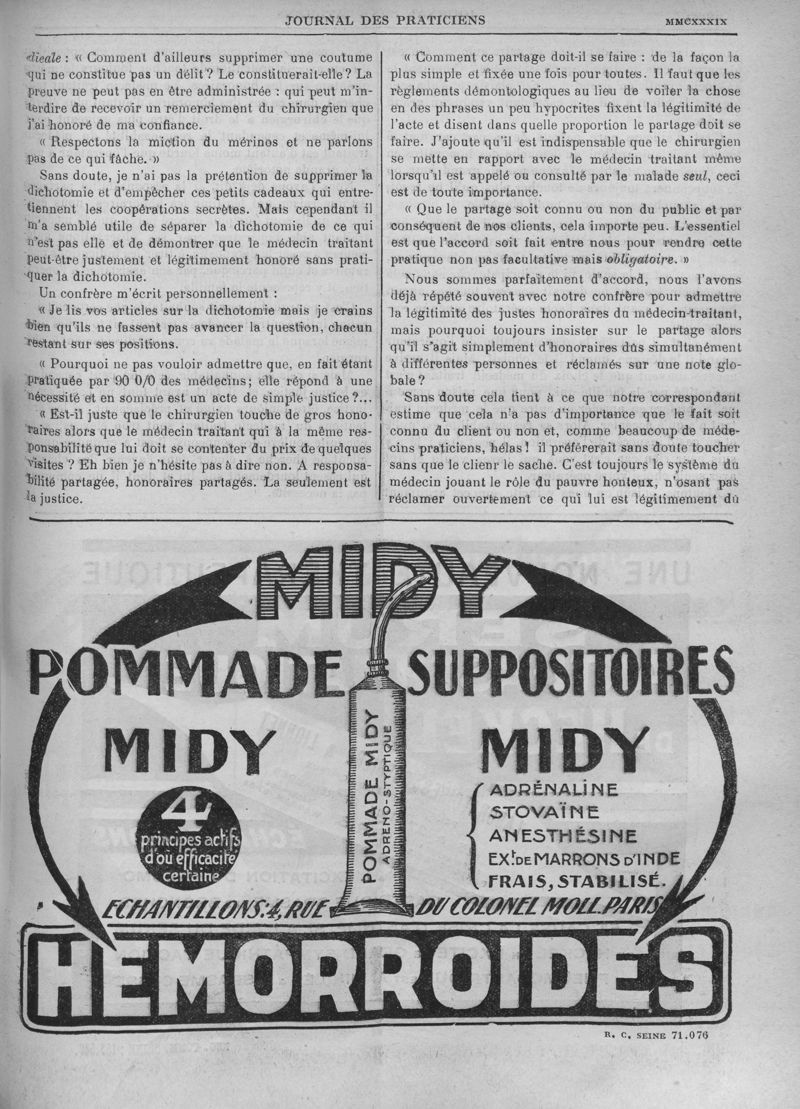 JOURNAL DES PRATICIENS
MMCXXXIX
dicale : « Comment d'ailleurs supprimer une coutume
qui ne constitue pas un délit ? Le constituerait-elle ? La
preuve ne peut pas en être administrée : qui peut m'in-
terdire de recevoir un remerciement du chirurgien que
j'ai honoré de ma confiance.
« Respectons la miction du mérinos et ne parlons
pas de ce qui fâche. »
Sans doute, je n'ai pas la prétention de supprimer la
dichotomie et d'empêcher ces petits cadeaux qui entre-
tiennent les coopérations secrètes. Mais cependant il
m'a semblé utile de séparer la dichotomie de ce qui
n'est pas elle et de démontrer que le médecin traitant
peut-être justement et légitimement honoré sans prati-
quer la dichotomie.
Un confrère m'écrit personnellement :
« Je lis vos articles sur la dichotomie mais je crains
bien qu'ils ne fassent pas avancer la question, chacun
restant sur ses positions.
« Pourquoi ne pas vouloir admettre que, en fait étant
pratiquée par 90 0/0 des médecins; elle répond à une
nécessité et en somme est un acte de simple justice ?...
« Est-il juste que le chirurgien touche de gros hono-
raires alors que le médecin traitant qui à la même res-
ponsabilité que lui doit se contenter du prix de quelques
visites ? Eh bien je n'hésite pas à dire non. A responsa-
bilité partagée, honoraires partagés. La seulement est
la justice.
« Comment ce partage doit-il se faire : de la façon la
plus simple et fixée une fois pour toutes. Il faut que les
règlements démontologiques au lieu de voiler la chose
en des phrases un peu hypocrites fixent la légitimité de
l'acte et disent dans quelle proportion le partage doit se
faire. J'ajoute qu'il est indispensable que le chirurgien
se mette en rapport avec le médecin traitant même
lorsqu'il est appelé ou consulté par le malade seul, ceci
est de toute importance.
« Que le partage soit connu ou non du public et par
conséquent de nos clients, cela importe peu. L'essentiel
est que l'accord soit fait entre nous pour rendre cette
pratique non pas facultative mais obligatoire. »
Nous sommes parfaitement d'accord, nous l'avons
déjà répété souvent avec notre confrère pour admettre
la légitimité des justes honoraires du médecin-traitant,
mais pourquoi toujours insister sur le partage alors
qu'il s'agit simplement d'honoraires dûs simultanément
à différentes personnes et réclamés sur une note glo-
bale ?
Sans doute cela tient à ce que notre correspondant
estime que cela n'a pas d'importance que le fait soit
connu du client ou non et, comme beaucoup de méde-
cins praticiens, hélas ! il préfèrerait sans doute toucher
sans que le clienr le sache. C'est toujours le système du
médecin jouant le rôle du pauvre honteux, n'osant pas
réclamer ouvertement ce qui lui est légitimement dû
MIDY
POMMADE
MIDY
4
principes actifs
d'où efficacité
certaine
POMMADE MIDY
ADRENO-STYPTIQUE
SUPPOSITOIRES
MIDY
ADRÉNALINE
STOVAÏNE
ANESTHÉSINE
EX.t DE MARRONS D'INDE
FRAIS, STABILISÉ.
ECHANTILLONS: 4, RUE DU COLONEL MOLL. PARIS
HEMORROIDES
R. C. SEINE 71.076